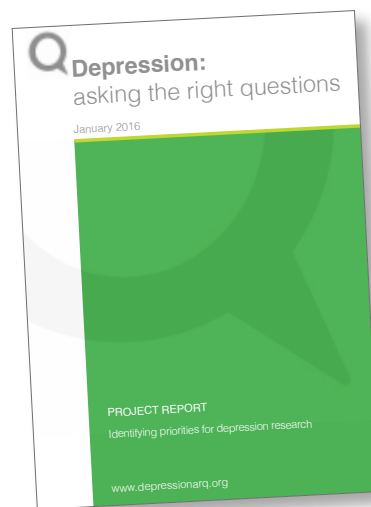 Depression:
asking the right questions
January 2016
PROJECT REPORT
Identifying priorities for depression research
www.depressionarq.org